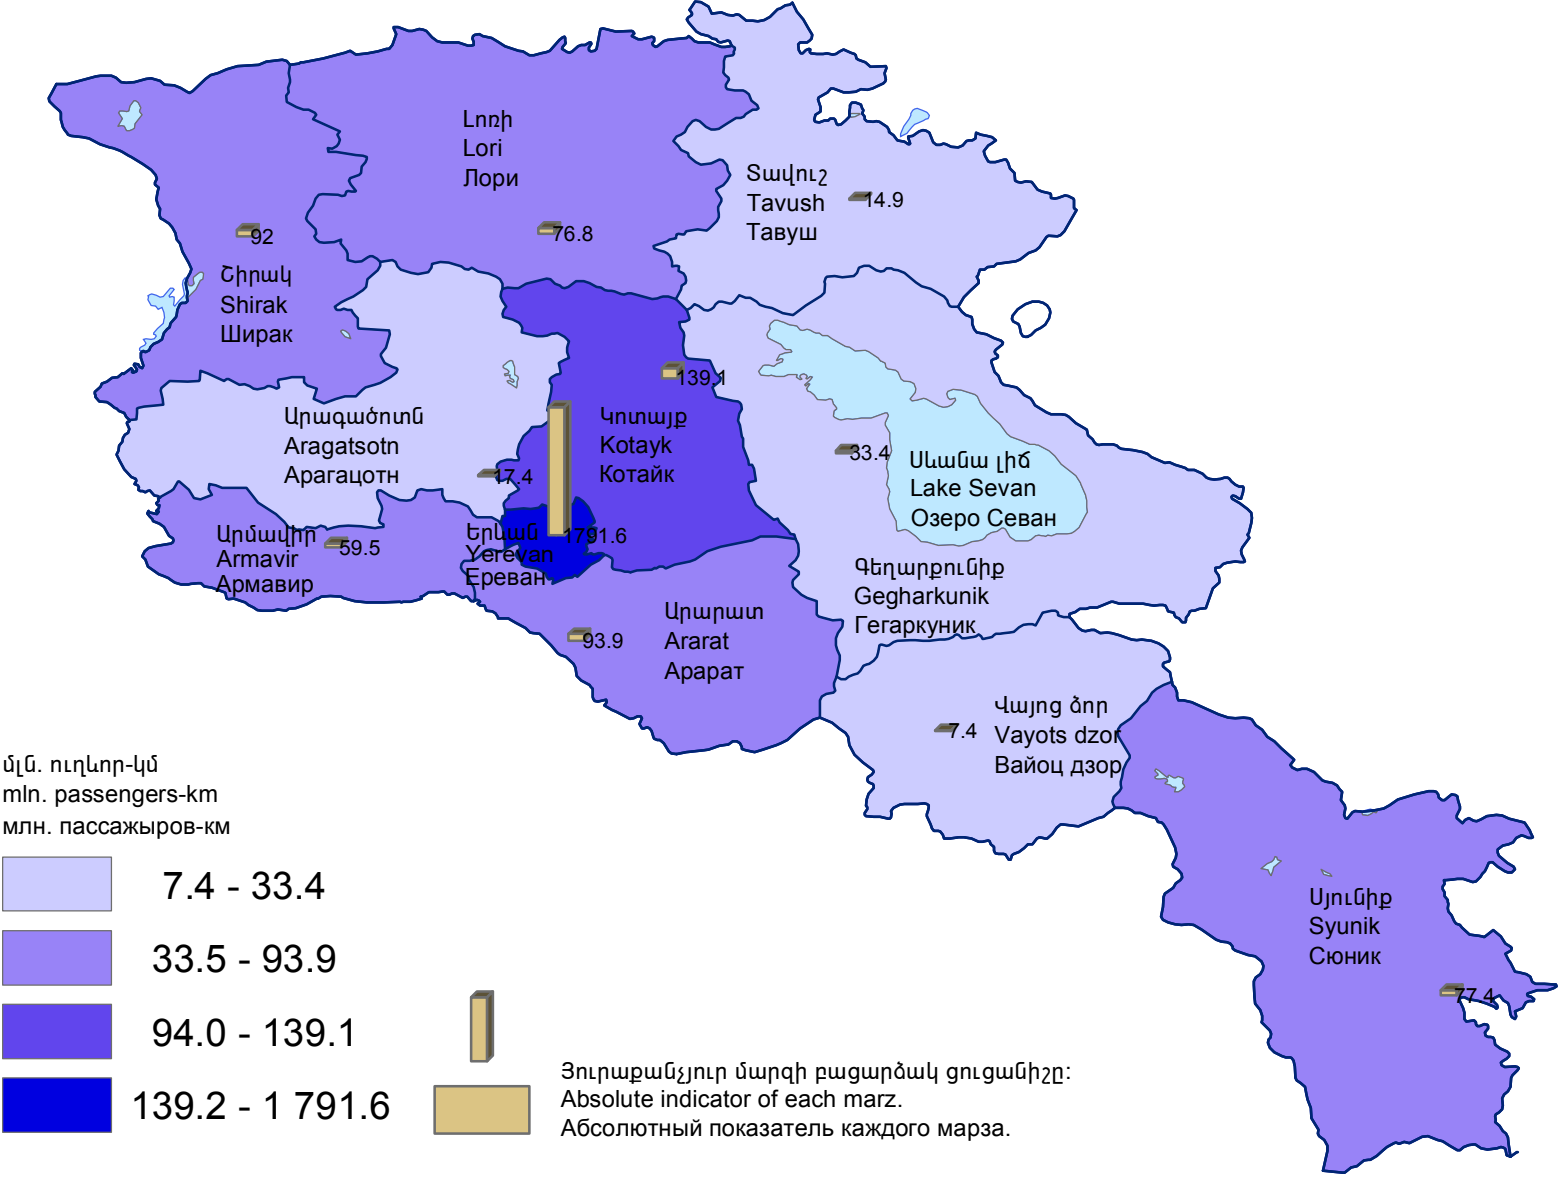 Լոռի
Lori
Лори
76.8
Տավուշ
Tavush
Тавуш
14.9
92
Շիրակ
Shirak
Ширак
139.1
Կոտայք
Kotayk
Котайк
Արագածոտն
Aragatsotn
Арагацотн
17.4
33.4
Սևանա լիճ
Lake Sevan
Озеро Севан
Արմավիր
Armavir
Армавир
59.5
Երևան
Yerevan
Ереван
1791.6
Գեղարքունիք
Gegharkunik
Гегаркуник
93.9
Արարատ
Ararat
Арарат
7.4
Վայոց ձոր
Vayots dzor
Вайоц дзор
Սյունիք
Syunik
Сюник
77.4
մլն. ուղևոր-կմ
mln. passengers-km
млн. пассажыров-км
7.4 - 33.4
33.5 - 93.9
94.0 - 139.1
139.2 - 1 791.6
Յուրաքանչյուր մարզի բացարձակ ցուցանիշը:
Absolute indicator of each marz.
Абсолютный показатель каждого марза.